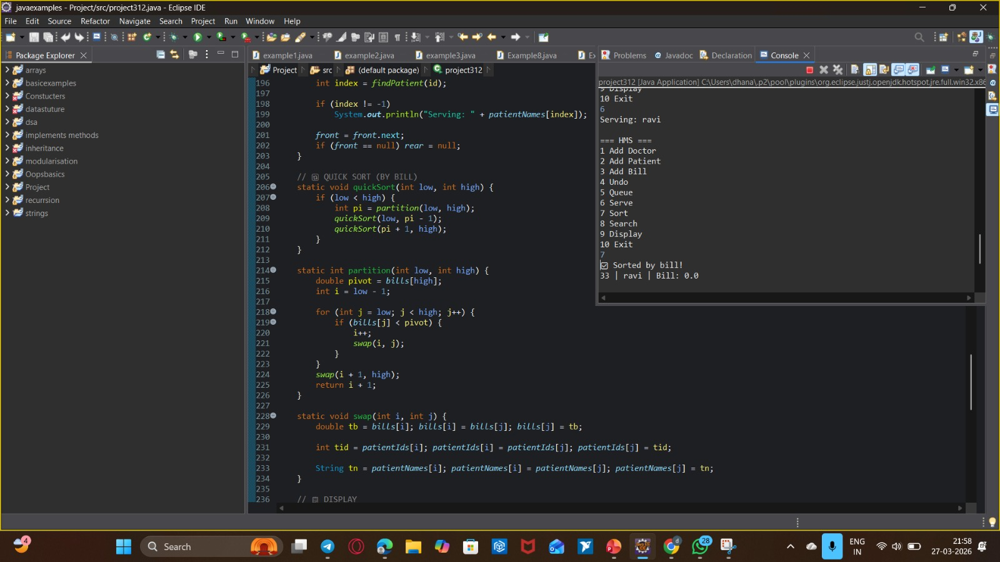 javaexamples - Project/src/project312.java - Eclipse IDE
File Edit Source Refactor Navigate Search Project Run Window Help
Package Explorer
arrays
basicexamples
Constucters
datastuture
dsa
implements methods
inheritance
modularisation
Oopsbasics
Project
recurrsion
strings
example1.java example2.java example3.java Example8.java Ex
Project src (default package) project312
196 int index = findPatient(id);
197
198 if (index != -1)
199 System.out.println("Serving: " + patientNames[index]);
200
201 front = front.next;
202 if (front == null) rear = null;
203 }
204
205 // QUICK SORT (BY BILL)
206 static void quickSort(int low, int high) {
207 if (low < high) {
208 int pi = partition(low, high);
209 quickSort(low, pi - 1);
210 quickSort(pi + 1, high);
211 }
212 }
213
214 static int partition(int low, int high) {
215 double pivot = bills[high];
216 int i = low - 1;
217
218 for (int j = low; j < high; j++) {
219 if (bills[j] < pivot) {
220 i++;
221 swap(i, j);
222 }
223 }
224 swap(i + 1, high);
225 return i + 1;
226 }
227
228 static void swap(int i, int j) {
229 double tb = bills[i]; bills[i] = bills[j]; bills[j] = tb;
230
231 int tid = patientIds[i]; patientIds[i] = patientIds[j]; patientIds[j] = tid;
232
233 String tn = patientNames[i]; patientNames[i] = patientNames[j]; patientNames[j] = tn;
234 }
235
236 // DISPLAY
Problems Javadoc Declaration Console
project312 [Java Application] C:\Users\dhana\.p2\pool\plugins\org.eclipse.justj.openjdk.hotspot.jre.full.win32.x86
9 Display
10 Exit
6
Serving: ravi
=== HMS ===
1 Add Doctor
2 Add Patient
3 Add Bill
4 Undo
5 Queue
6 Serve
7 Sort
8 Search
9 Display
10 Exit
7
☑ Sorted by bill!
33 | ravi | Bill: 0.0
4
Search
28
ENG
IN
21:58
27-03-2026